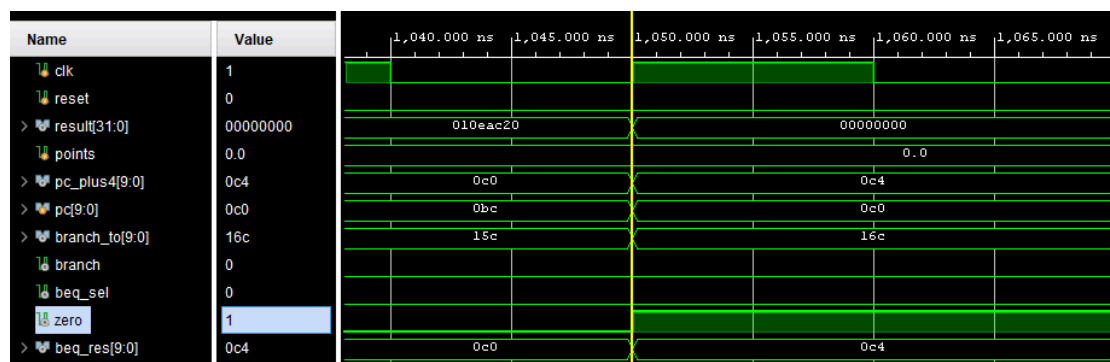 Name Value 1,040.000 ns 1,045.000 ns 1,050.000 ns 1,055.000 ns 1,060.000 ns 1,065.000 ns
clk 1
reset 0
> result[31:0] 00000000 010eac20 00000000
points 0.0 0.0
> pc_plus4[9:0] 0c4 0c0 0c4
> pc[9:0] 0c0 0bc 0c0
> branch_to[9:0] 16c 15c 16c
branch 0
beq_sel 0
zero 1
> beq_res[9:0] 0c4 0c0 0c4